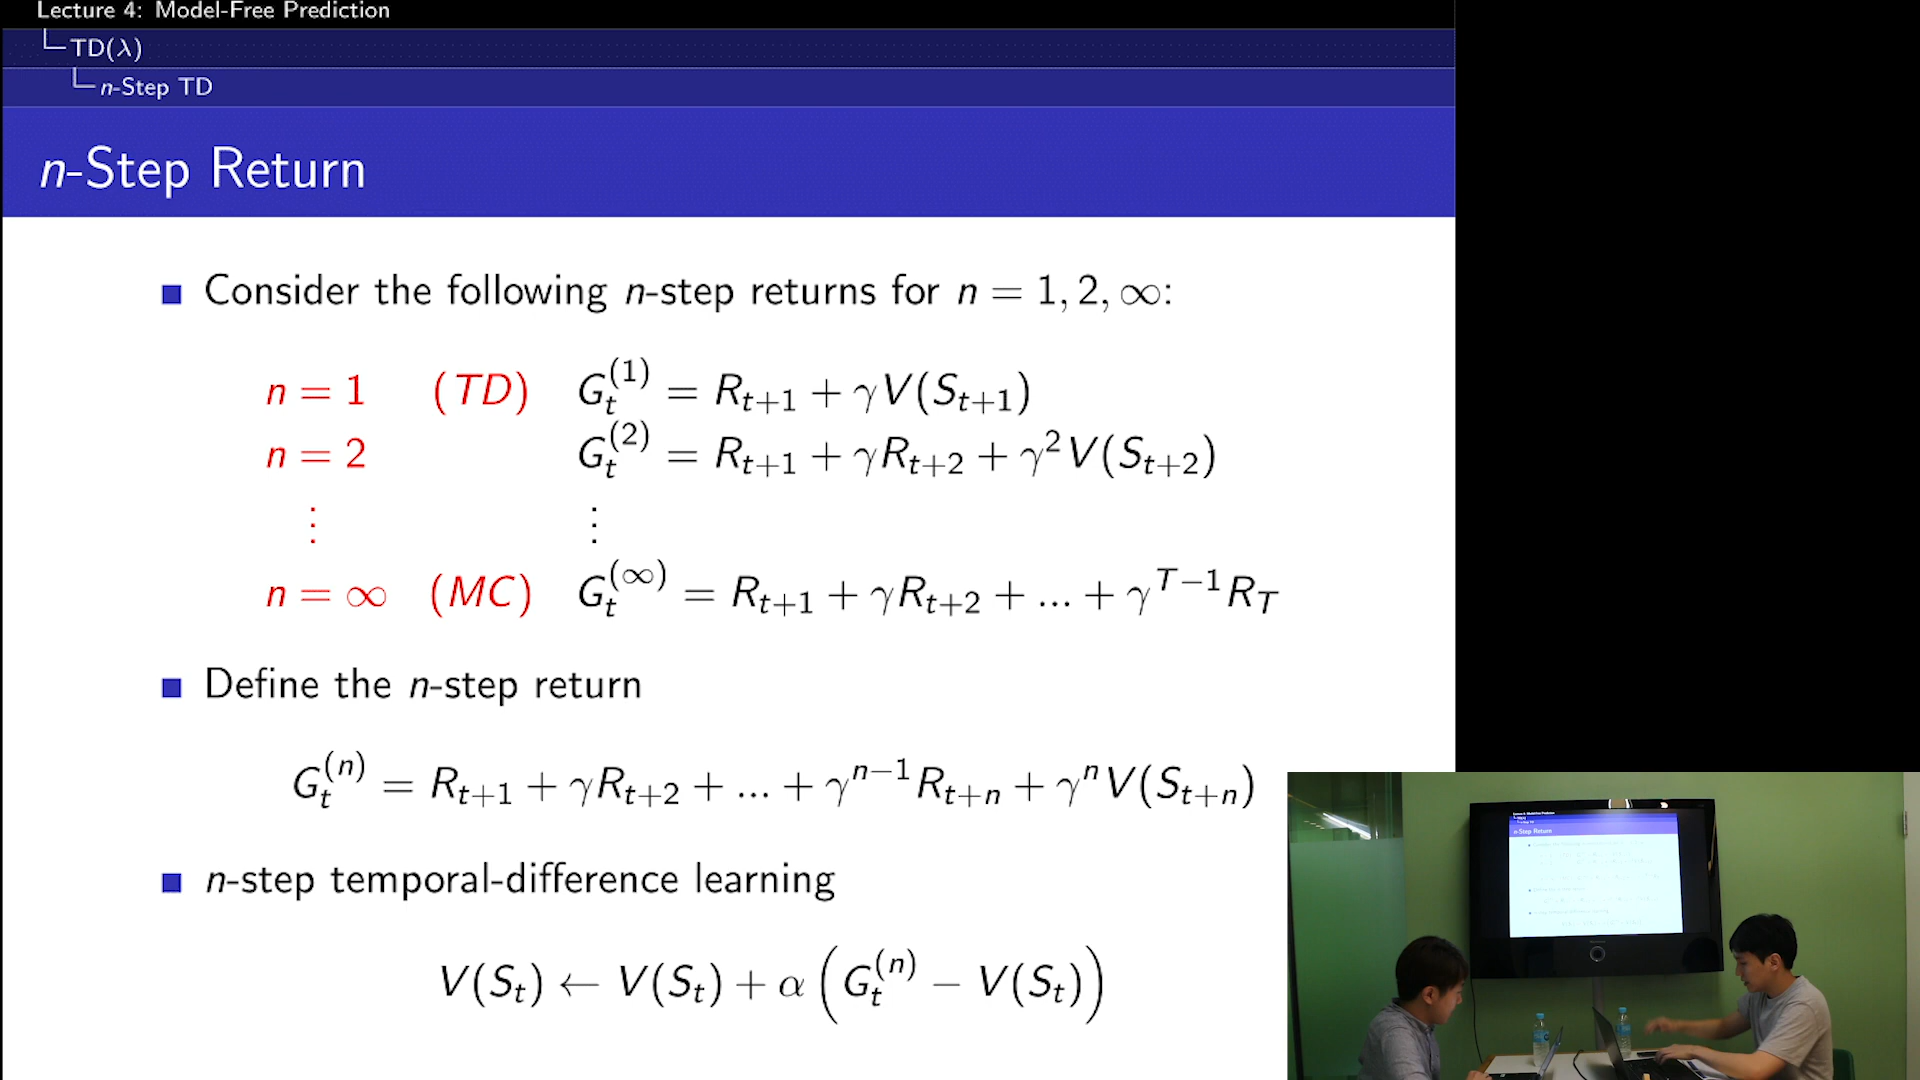 Lecture 4: Model-Free Prediction
TD(λ)
n-Step TD
n-Step Return
Consider the following n-step returns for n = 1, 2, ∞:
n = 1 (TD) G_t^{(1)} = R_{t+1} + γV(S_{t+1})
n = 2 G_t^{(2)} = R_{t+1} + γR_{t+2} + γ^2 V(S_{t+2})
⋮ ⋮
n = ∞ (MC) G_t^{(∞)} = R_{t+1} + γR_{t+2} + ... + γ^{T−1} R_T
Define the n-step return
G_t^{(n)} = R_{t+1} + γR_{t+2} + ... + γ^{n−1} R_{t+n} + γ^n V(S_{t+n})
n-step temporal-difference learning
V(S_t) ← V(S_t) + α (G_t^{(n)} − V(S_t))
n-Step Return